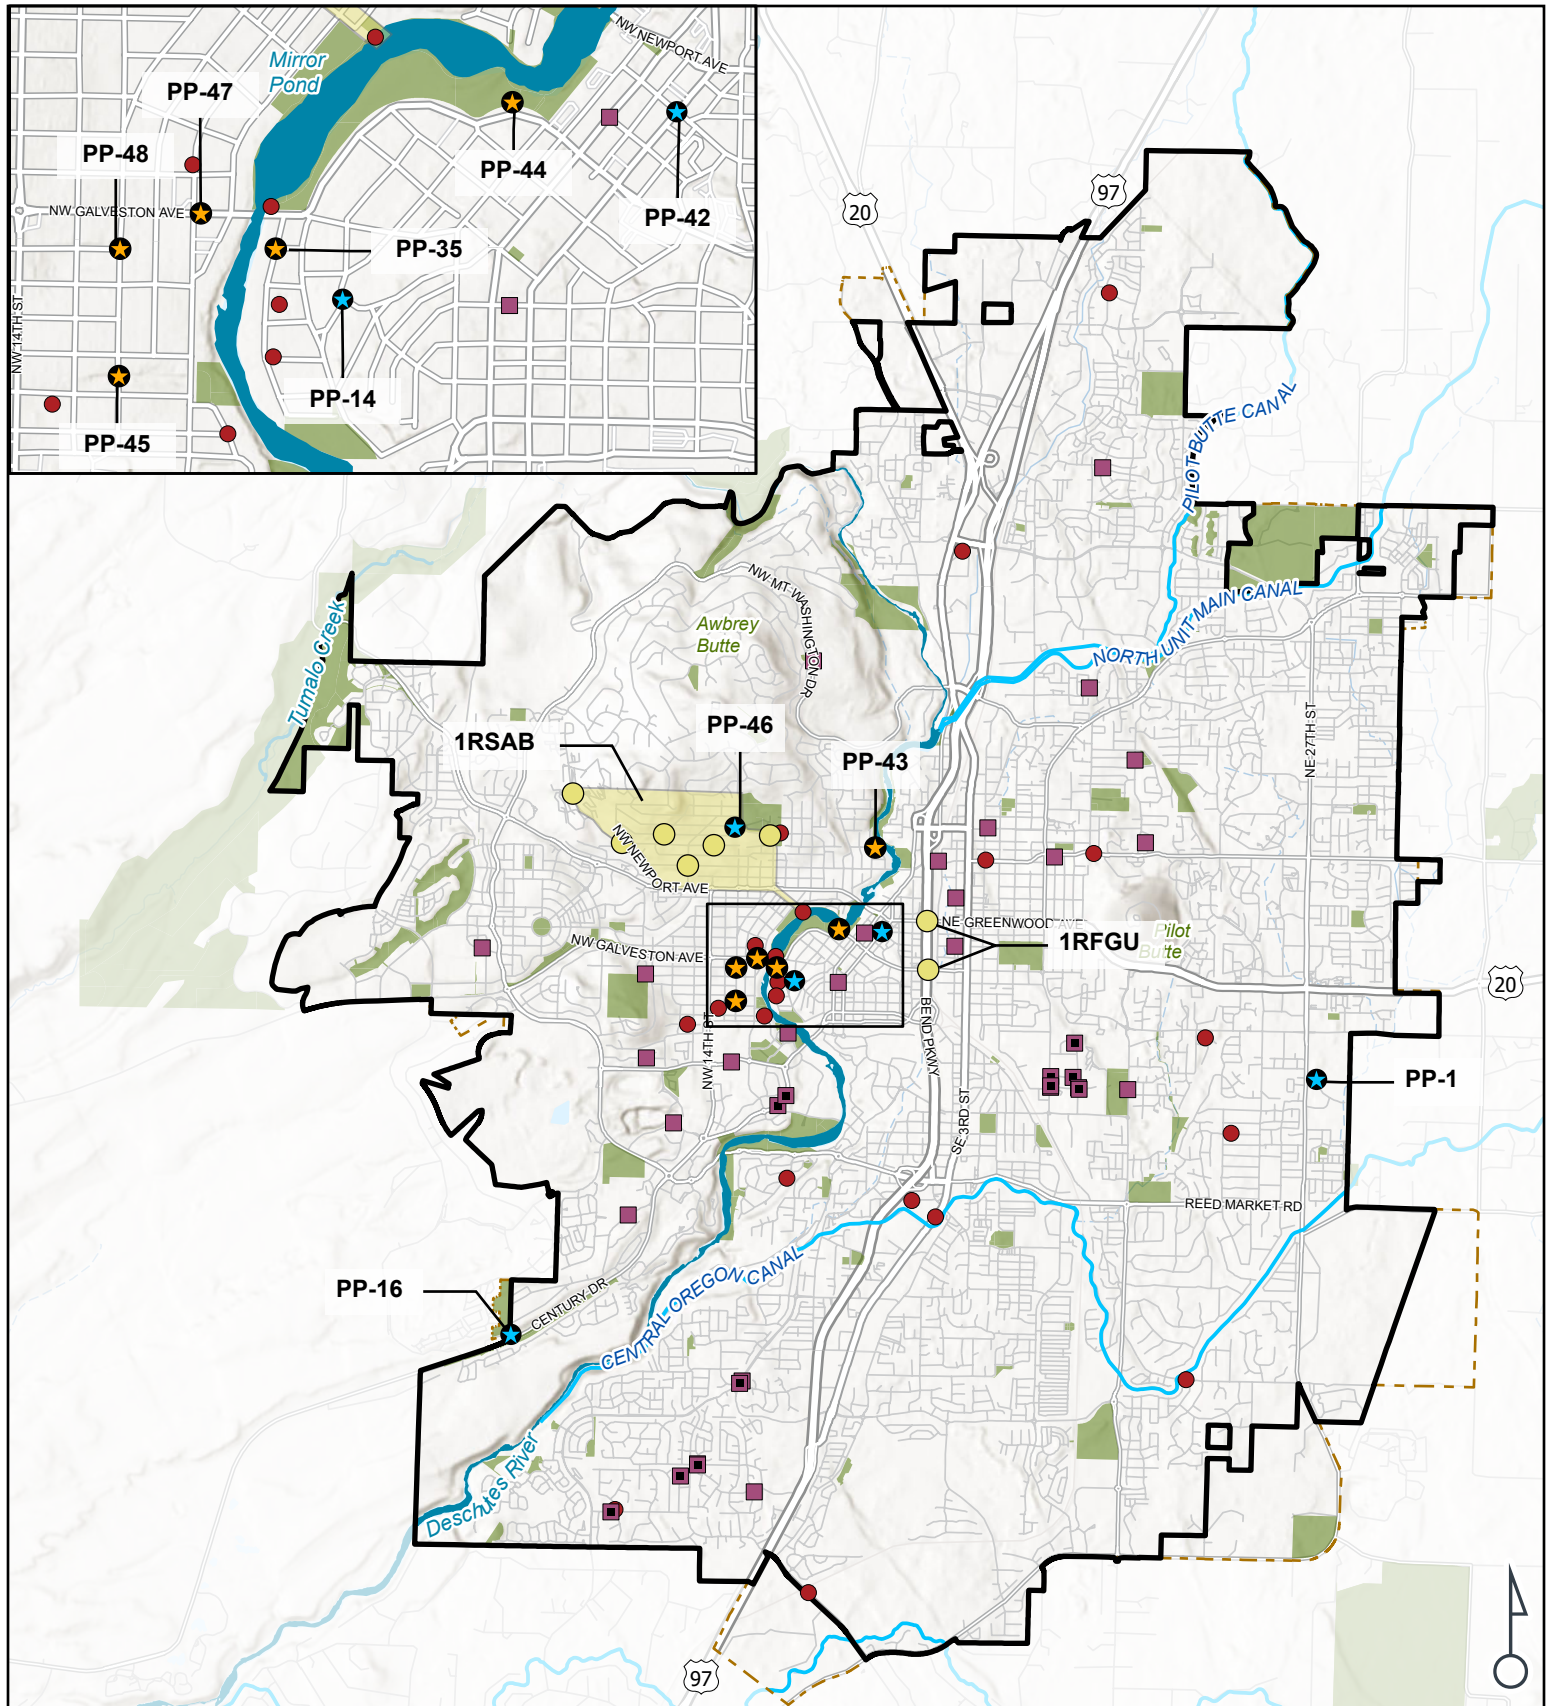 NW NEWPORT AVE
Mirror
Pond
PP-47
PP-48
PP-44
PP-42
NW GALVESTON AVE
PP-35
NW 14TH ST
PP-14
PP-45
97
20
PILOT BUTTE CANAL
NW MT WASHINGTON DR
Awbrey
Butte
Tumalo Creek
NORTH UNIT MAIN CANAL
NE 27TH ST
1RSAB
PP-46
PP-43
NW NEWPORT AVE
NE GREENWOOD AVE
1RFGU
Pilot
Butte
NW GALVESTON AVE
20
BEND PKWY
NW 14TH ST
SE 3RD ST
PP-1
REED MARKET RD
PP-16
CENTURY DR
CENTRAL OREGON CANAL
Deschutes River
97